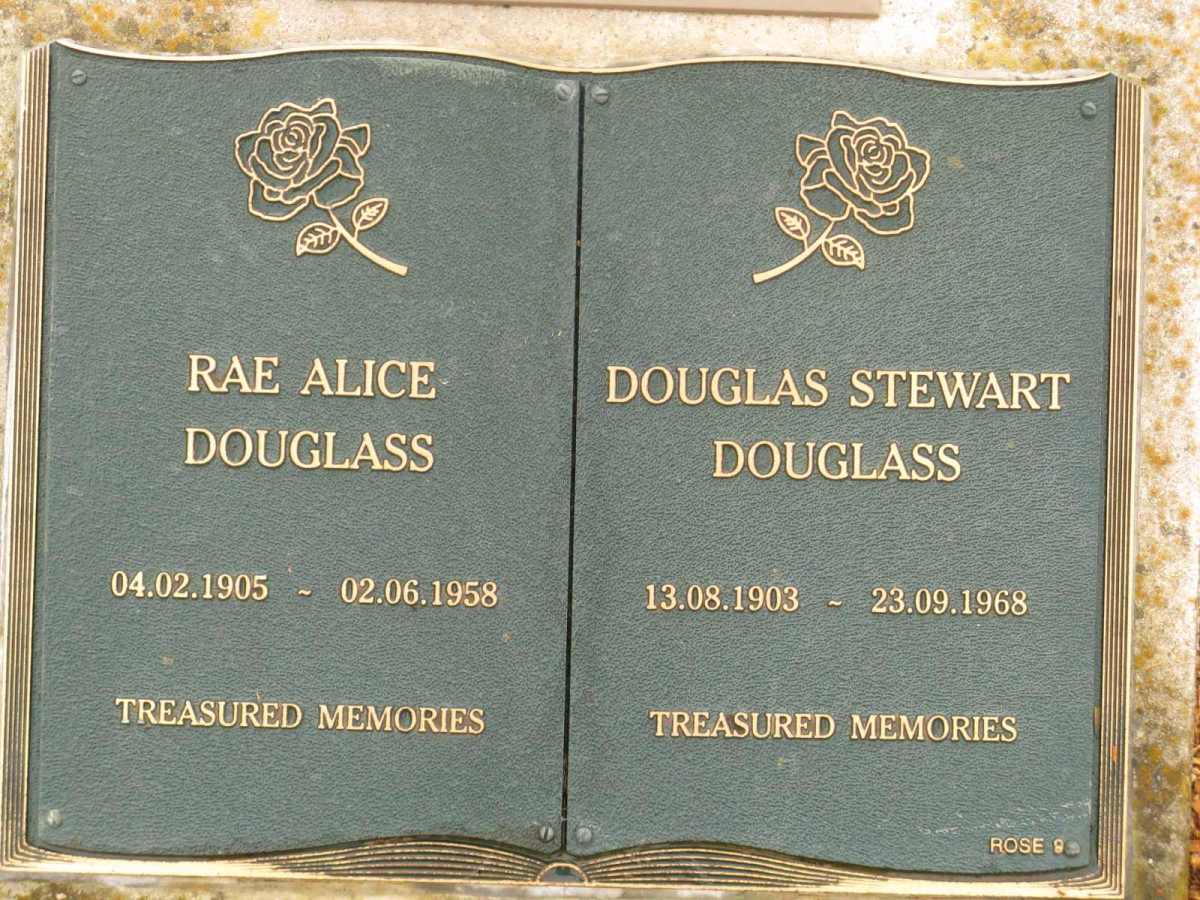 RAE ALICE
DOUGLASS
04.02.1905 ~ 02.06.1958
TREASURED MEMORIES
DOUGLAS STEWART
DOUGLASS
13.08.1903 ~ 23.09.1968
TREASURED MEMORIES
ROSE 9